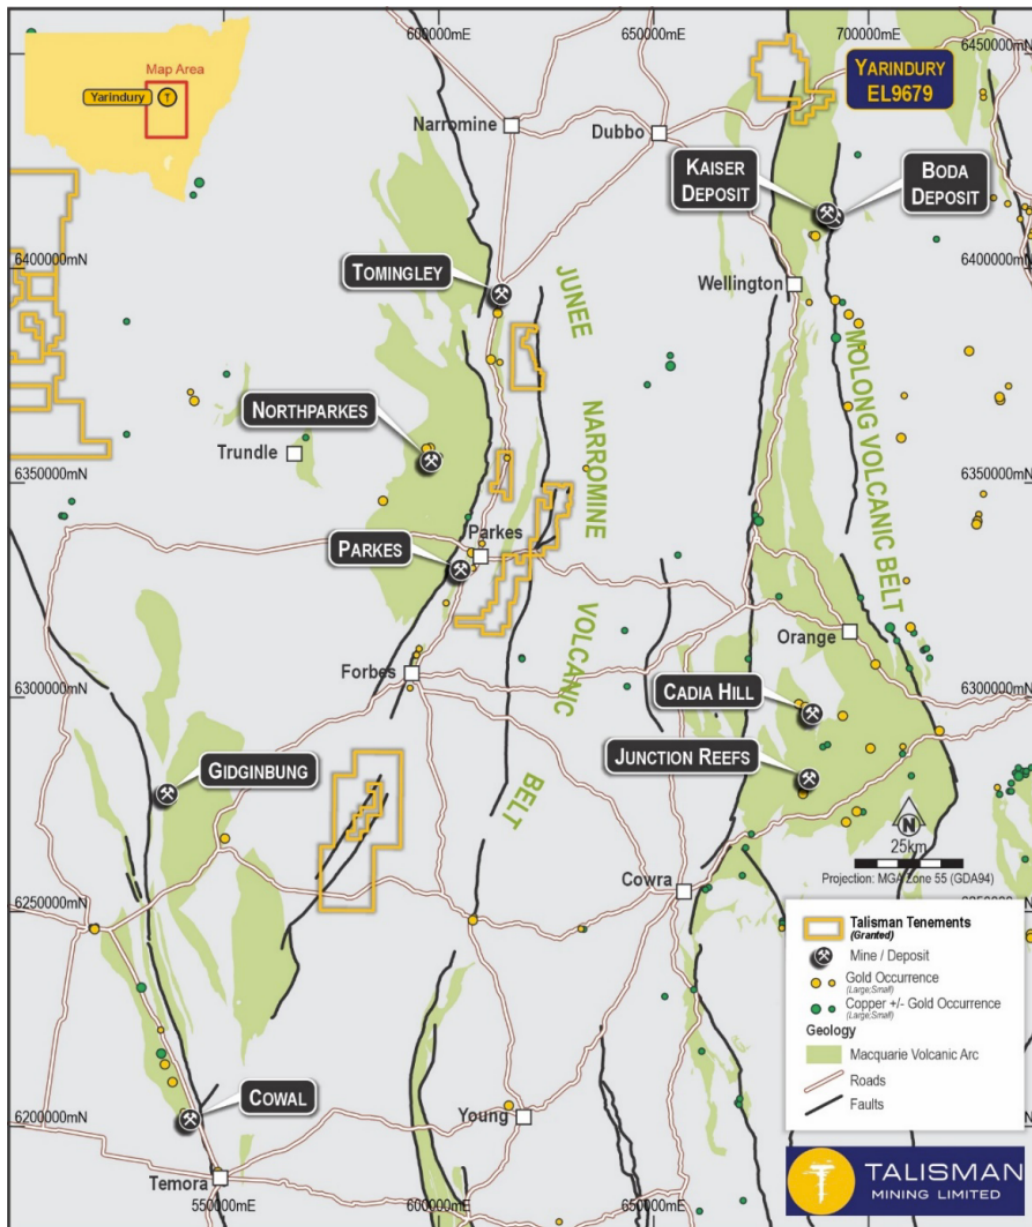 600000mE
650000mE
700000mE
6450000mN
Map Area
Yarindury
T
YARINDURY
EL9679
Narromine
Dubbo
KAISER
DEPOSIT
BODA
DEPOSIT
6400000mN
6400000mN
TOMINGLEY
Wellington
JUNEE
NARROMINE
VOLCANIC
BELT
MOLONG VOLCANIC BELT
NORTHPARKES
Trundle
6350000mN
6350000mN
PARKES
Parkes
Orange
Forbes
6300000mN
6300000mN
CADIA HILL
JUNCTION REEFS
GIDGINBUNG
N
25km
Projection: MGA Zone 55 (GDA94)
Cowra
6250000mN
Talisman Tenements
(Granted)
Mine / Deposit
Gold Occurrence
(Large;Small)
Copper +/- Gold Occurrence
(Large;Small)
Geology
Macquarie Volcanic Arc
Roads
Faults
COWAL
6200000mN
6200000mN
Young
Temora
550000mE
600000mE
650000mE
TALISMAN
MINING LIMITED